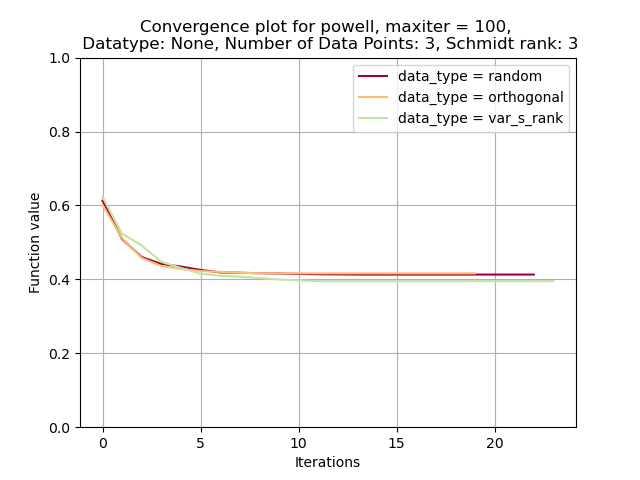 Convergence plot for powell, maxiter = 100,
Datatype: None, Number of Data Points: 3, Schmidt rank: 3
data_type = random
data_type = orthogonal
data_type = var_s_rank
Function value
1.0
0.8
0.6
0.4
0.2
0.0
0 5 10 15 20
Iterations